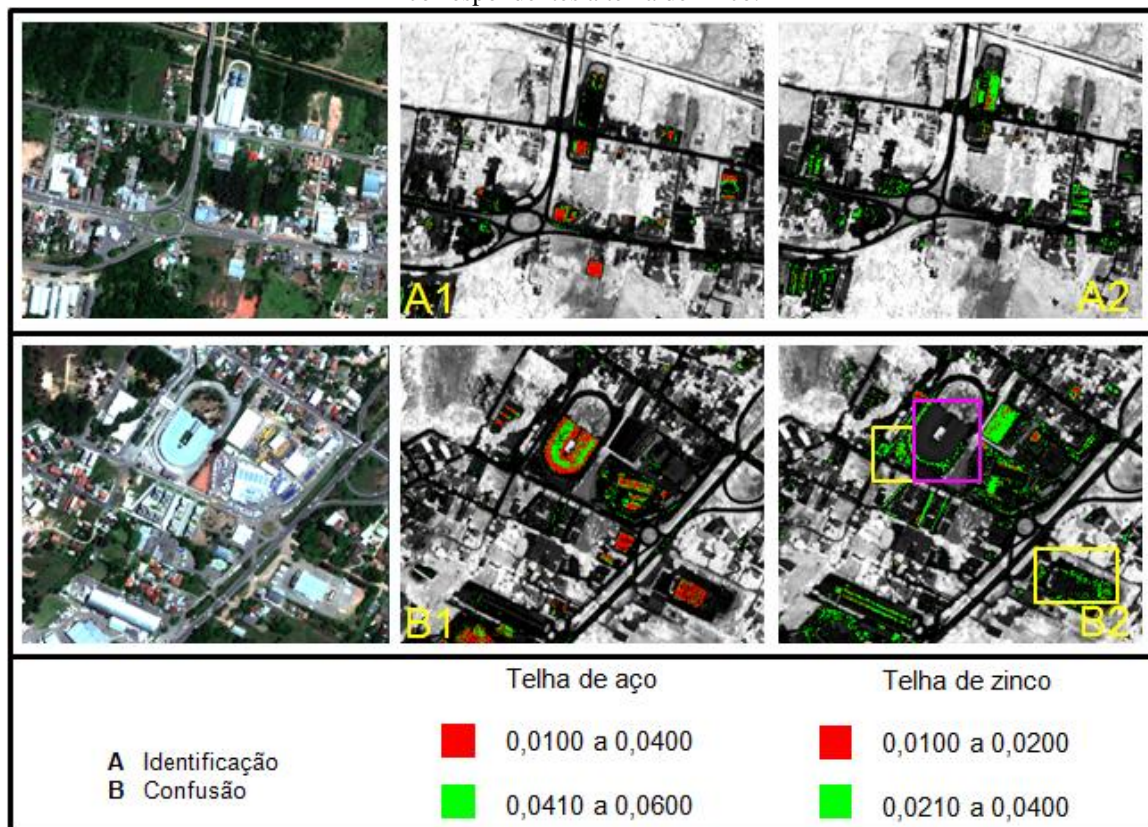 A1
A2
B1
B2
Telha de aço
Telha de zinco
0,0100 a 0,0400
0,0100 a 0,0200
A Identificação
B Confusão
0,0410 a 0,0600
0,0210 a 0,0400